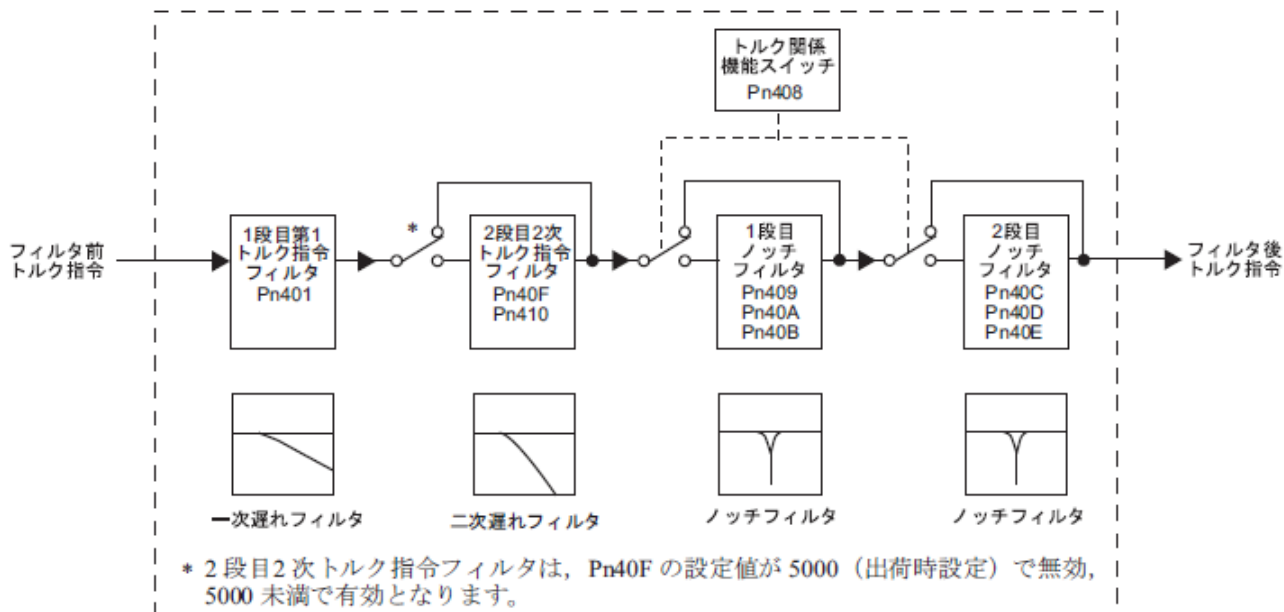 トルク関係
機能スイッチ
Pn408
フィルタ前
トルク指令
1段目第1
トルク指令
フィルタ
Pn401
*
2段目2次
トルク指令
フィルタ
Pn40F
Pn410
1段目
ノッチ
フィルタ
Pn409
Pn40A
Pn40B
2段目
ノッチ
フィルタ
Pn40C
Pn40D
Pn40E
フィルタ後
トルク指令
一次遅れフィルタ
二次遅れフィルタ
ノッチフィルタ
ノッチフィルタ
* 2 段目2 次トルク指令フィルタは，Pn40F の設定値が 5000（出荷時設定）で無効，
5000 未満で有効となります。